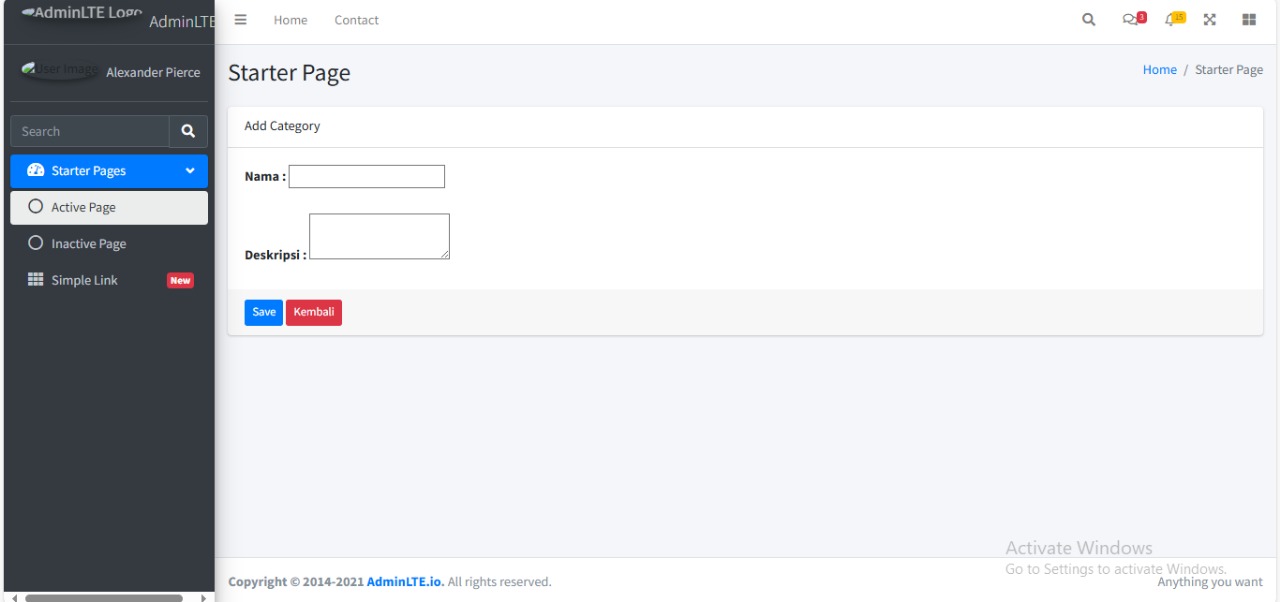 AdminLTE Logo
AdminLTE
Home
Contact
3
15
User Image
Alexander Pierce
Starter Page
Home / Starter Page
Search
Add Category
Starter Pages
Nama :
Active Page
Inactive Page
Deskripsi :
Simple Link
New
Save
Kembali
Activate Windows
Go to Settings to activate Windows.
Copyright © 2014-2021 AdminLTE.io. All rights reserved.
Anything you want